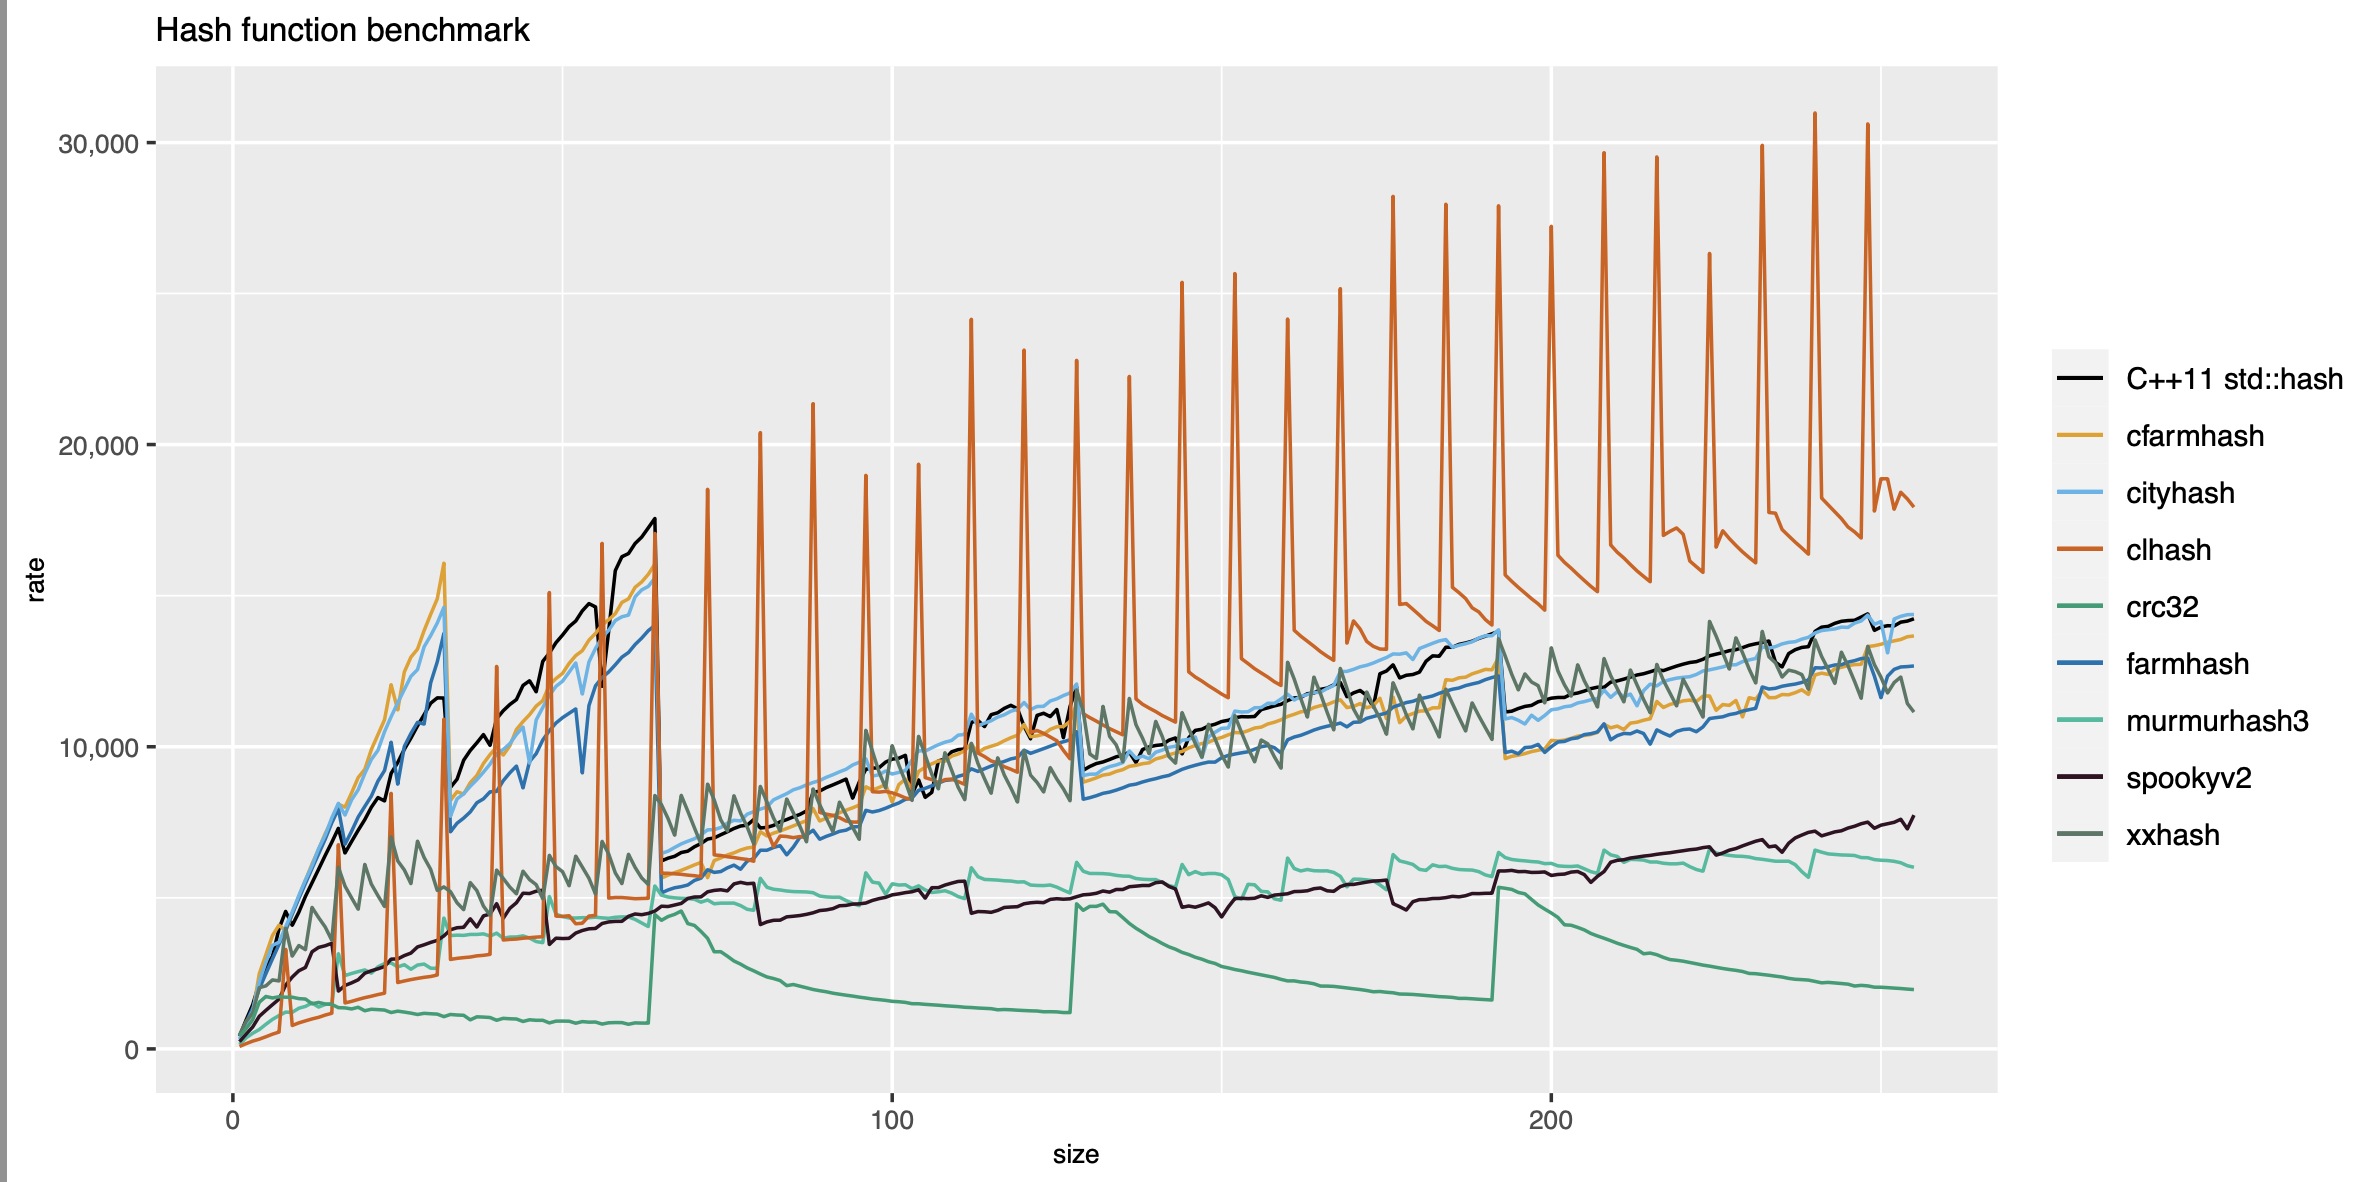 Hash function benchmark
30,000
20,000
10,000
0
rate
0
100
200
size
C++11 std::hash
cfarmhash
cityhash
clhash
crc32
farmhash
murmurhash3
spookyv2
xxhash